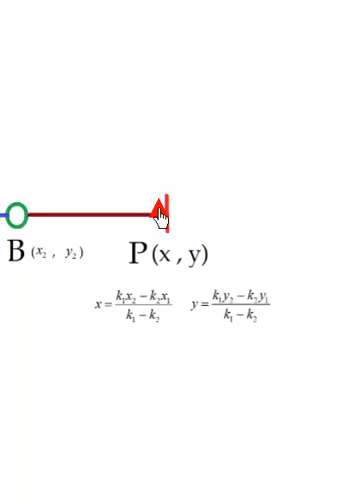 B (x₂ , y₂)
P (x , y)
x = (k₁x₂ − k₂x₁)/(k₁ − k₂)   y = (k₁y₂ − k₂y₁)/(k₁ − k₂)